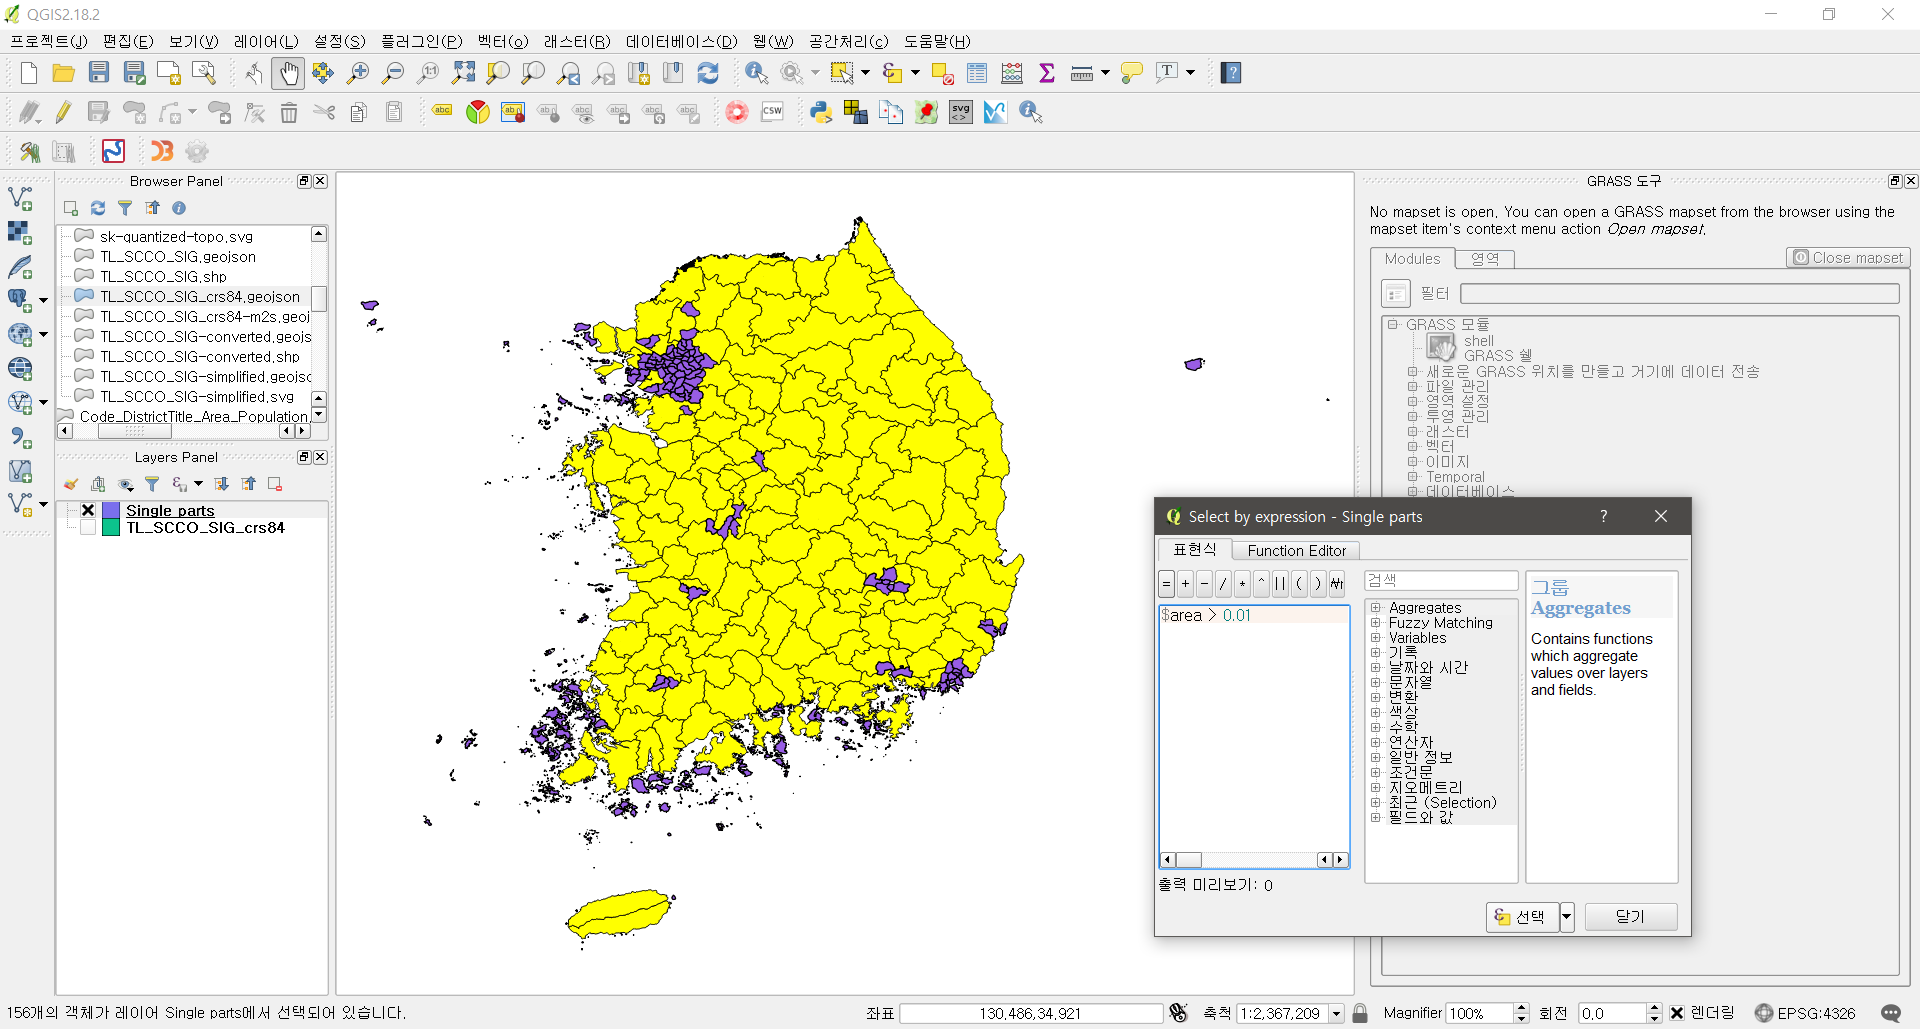 QGIS2.18.2
프로젝트(J) 편집(E) 보기(V) 레이어(L) 설정(S) 플러그인(P) 벡터(o) 래스터(R) 데이터베이스(D) 웹(W) 공간처리(c) 도움말(H)
Browser Panel
sk-quantized-topo.svg
TL_SCCO_SIG.geojson
TL_SCCO_SIG.shp
TL_SCCO_SIG_crs84.geojson
TL_SCCO_SIG_crs84-m2s.geoj
TL_SCCO_SIG-converted.geojs
TL_SCCO_SIG-converted.shp
TL_SCCO_SIG-simplified.geojsc
TL_SCCO_SIG-simplified.svg
Code_DistrictTitle_Area_Population.
Layers Panel
Single parts
TL_SCCO_SIG_crs84
GRASS 도구
No mapset is open. You can open a GRASS mapset from the browser using the
mapset item's context menu action Open mapset.
Modules 영역 Close mapset
필터
GRASS 모듈
shell
GRASS 쉘
새로운 GRASS 위치를 만들고 거기에 데이터 전송
파일 관리
영역 설정
투영 관리
래스터
벡터
이미지
Temporal
데이터베이스
Select by expression - Single parts
표현식 Function Editor
= + - / * ^ || ( )
$area > 0.01
출력 미리보기: 0
검색
Aggregates
Fuzzy Matching
Variables
기록
날짜와 시간
문자열
변환
색상
수학
연산자
일반 정보
조건문
지오메트리
최근 (Selection)
필드와 값
그룹
Aggregates
Contains functions
which aggregate
values over layers
and fields.
선택 닫기
156개의 객체가 레이어 Single parts에서 선택되어 있습니다.
좌표 130.486,34.921 축척 1:2,367,209 Magnifier 100% 회전 0.0 렌더링 EPSG:4326